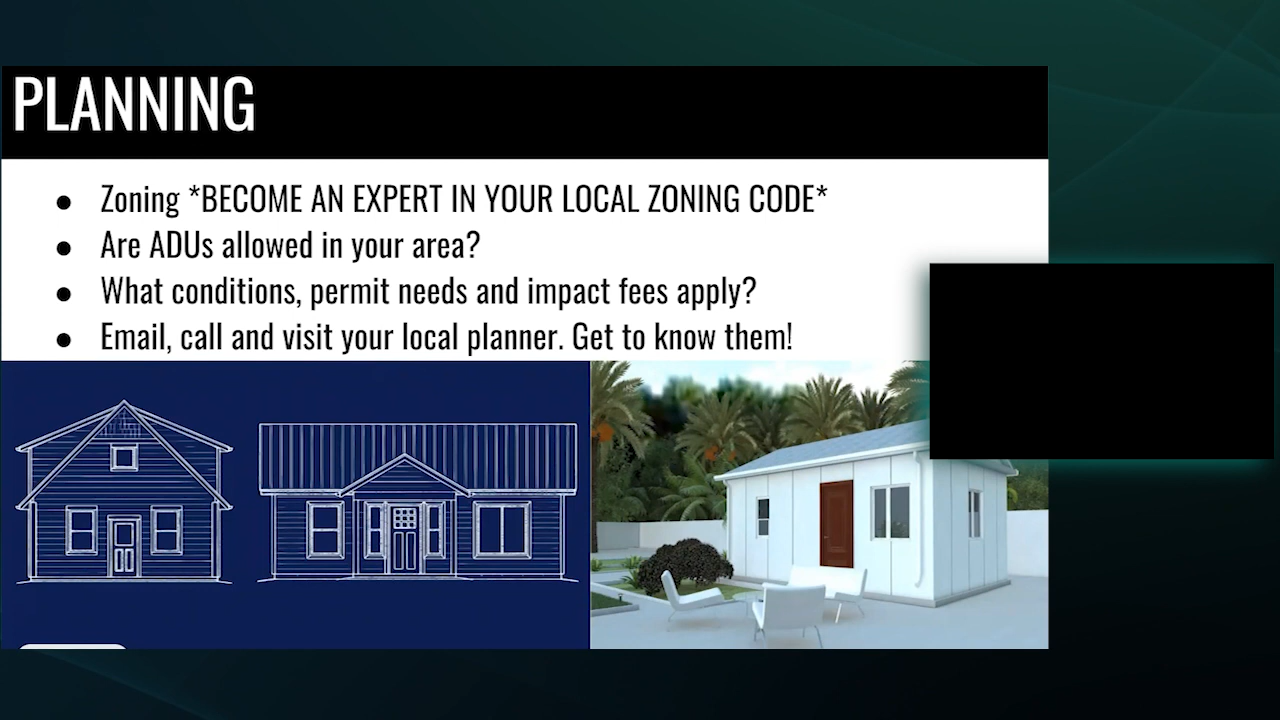 PLANNING
● Zoning *BECOME AN EXPERT IN YOUR LOCAL ZONING CODE*
● Are ADUs allowed in your area?
● What conditions, permit needs and impact fees apply?
● Email, call and visit your local planner. Get to know them!